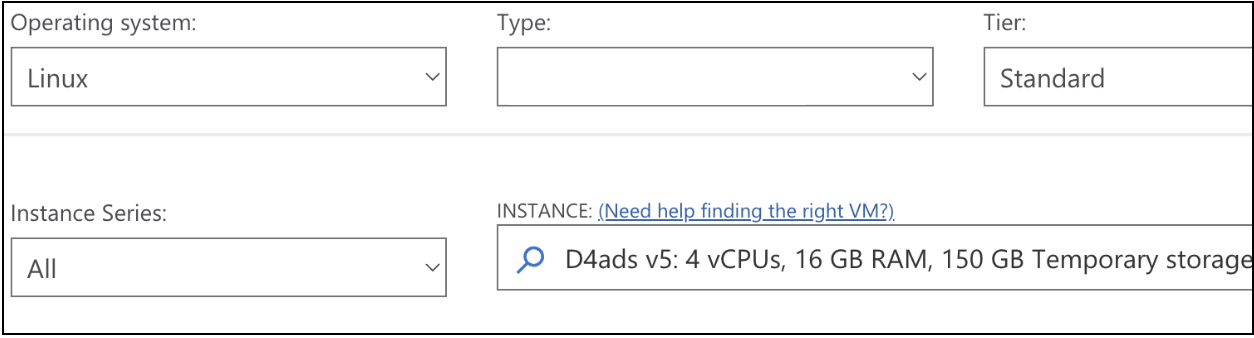 Operating system:
Type:
Tier:
Linux
Standard
Instance Series:
INSTANCE: (Need help finding the right VM?)
All
D4ads v5: 4 vCPUs, 16 GB RAM, 150 GB Temporary storage